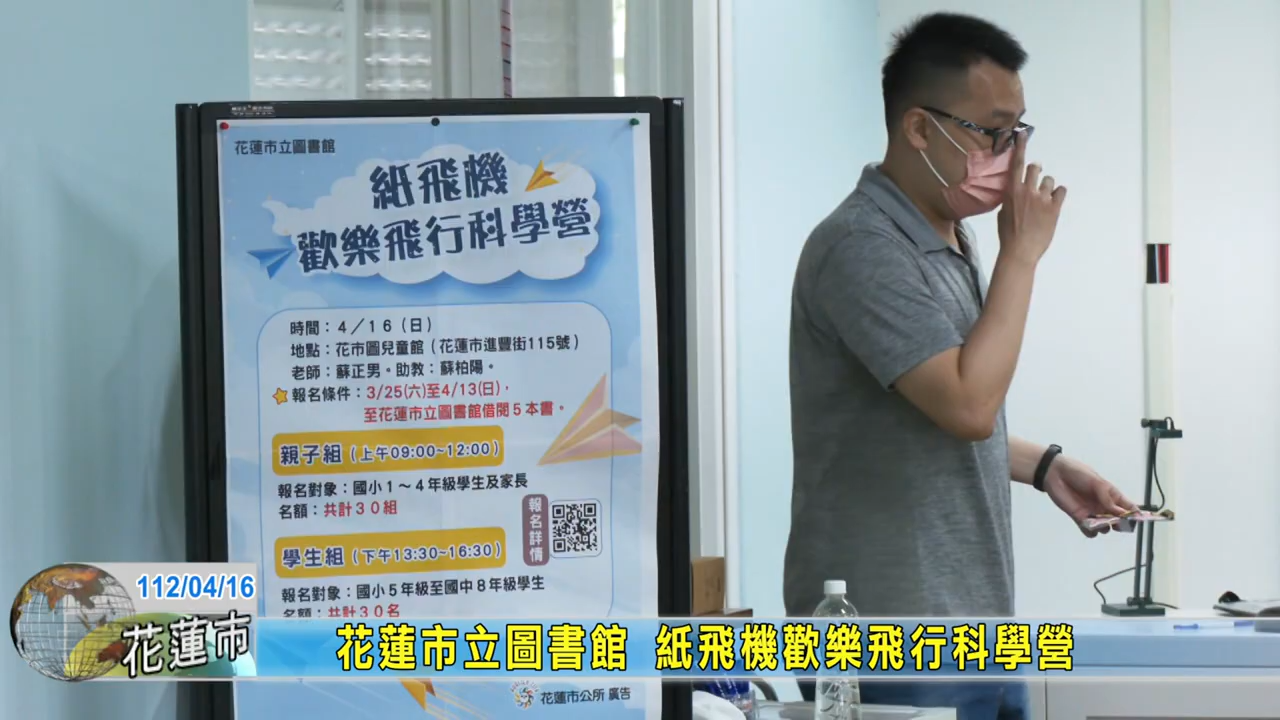 花蓮市立圖書館
紙飛機
歡樂飛行科學營
時間：４／１６（日）
地點：花市圖兒童館（花蓮市進豐街115號）
老師：蘇正男。助教：蘇柏陽。
報名條件：3/25(六)至4/13(日)，
至花蓮市立圖書館借閱５本書。
親子組（上午09:00~12:00）
報名對象：國小１～４年級學生及家長
名額：共計３０組
報名詳情
學生組（下午13:30~16:30）
報名對象：國小５年級至國中８年級學生
名額：共計３０名
112/04/16
花蓮市
花蓮市立圖書館 紙飛機歡樂飛行科學營
花蓮市公所 廣告